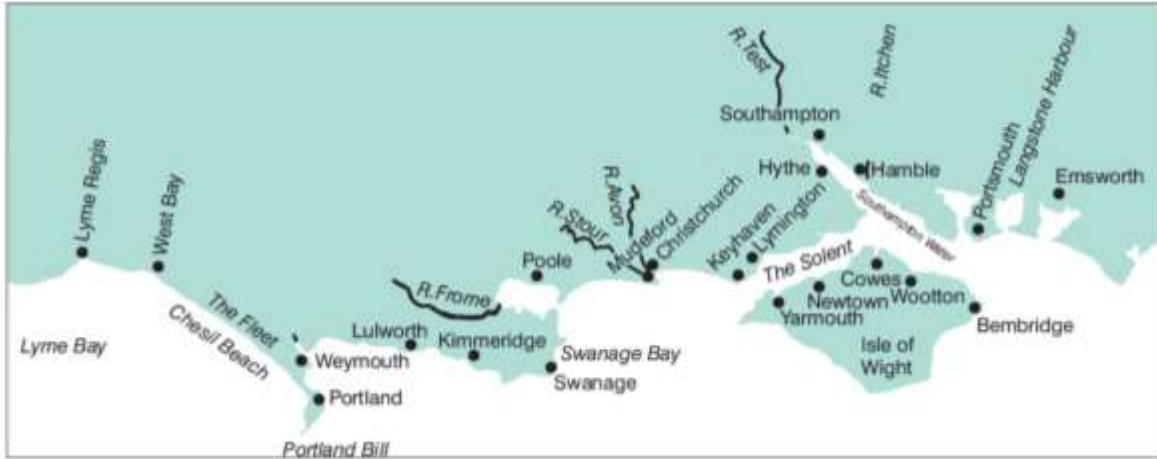 R.Test
R.Itchen
Southampton
Portsmouth
Langstone Harbour
Emsworth
Hythe
Hamble
Southampton Water
Lyme Regis
West Bay
R.Stour
R.Avon
Mudeford
Christchurch
Keyhaven
Lymington
The Solent
Poole
R.Frome
Cowes
Wootton
Newtown
Yarmouth
Bembridge
Isle of
Wight
Lyme Bay
The Fleet
Chesil Beach
Lulworth
Kimmeridge
Swanage Bay
Weymouth
Swanage
Portland
Portland Bill